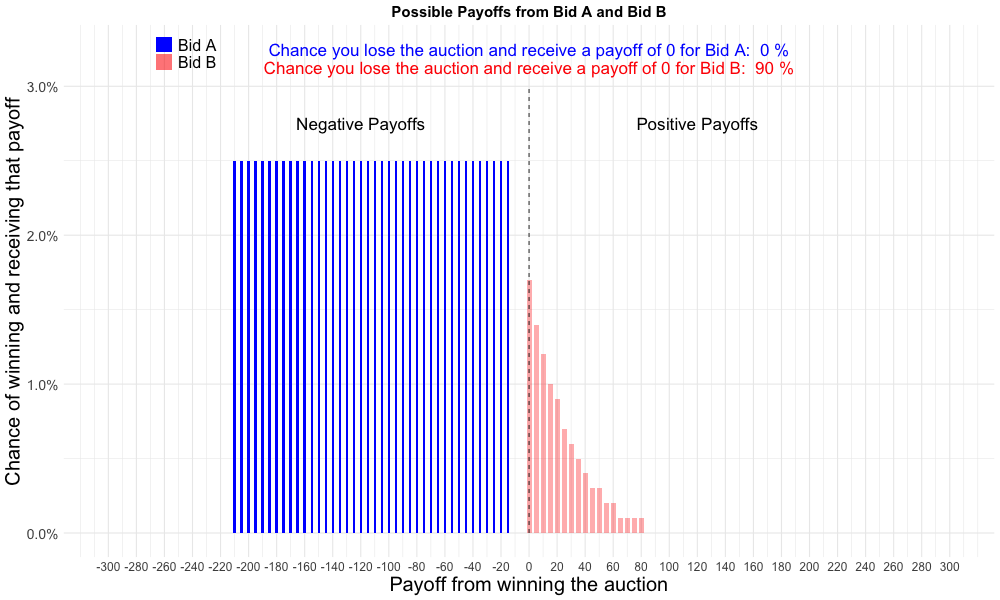 Possible Payoffs from Bid A and Bid B
Bid A
Bid B
Chance you lose the auction and receive a payoff of 0 for Bid A:  0 %
Chance you lose the auction and receive a payoff of 0 for Bid B:  90 %
Negative Payoffs
Positive Payoffs
Chance of winning and receiving that payoff
3.0%
2.0%
1.0%
0.0%
-300 -280 -260 -240 -220 -200 -180 -160 -140 -120 -100 -80 -60 -40 -20 0 20 40 60 80 100 120 140 160 180 200 220 240 260 280 300
Payoff from winning the auction